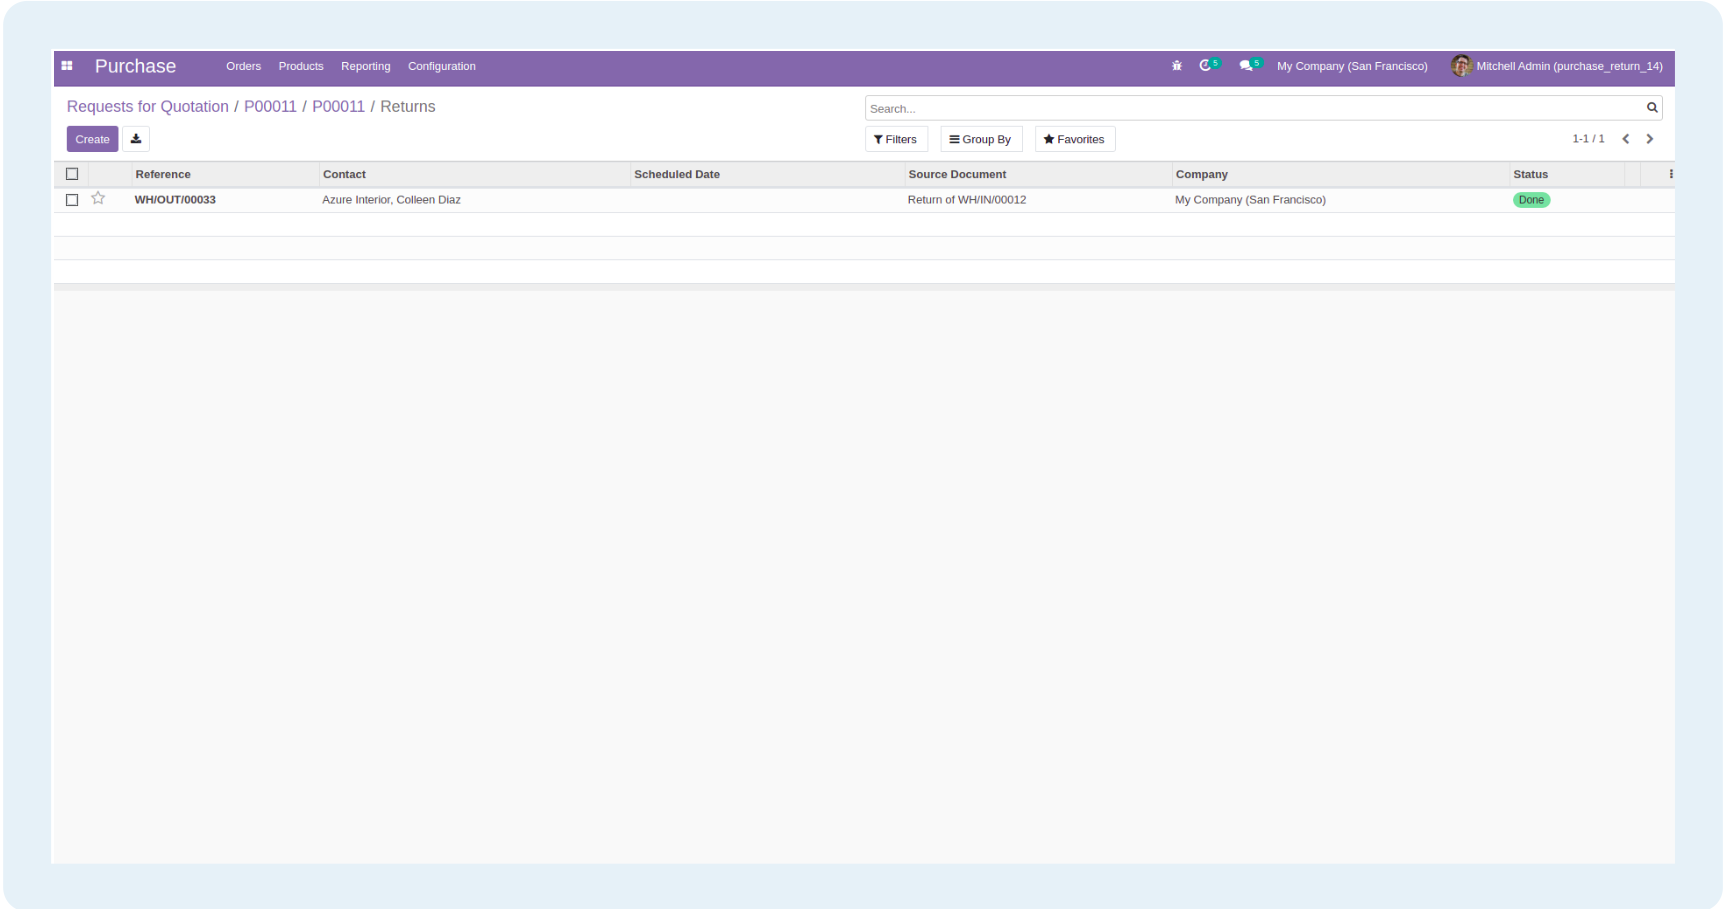 Purchase Orders Products Reporting Configuration 5 5 My Company (San Francisco) Mitchell Admin (purchase_return_14)
Requests for Quotation / P00011 / P00011 / Returns
Search...
Create Filters Group By Favorites 1-1 / 1
Reference Contact Scheduled Date Source Document Company Status
WH/OUT/00033 Azure Interior, Colleen Diaz Return of WH/IN/00012 My Company (San Francisco) Done